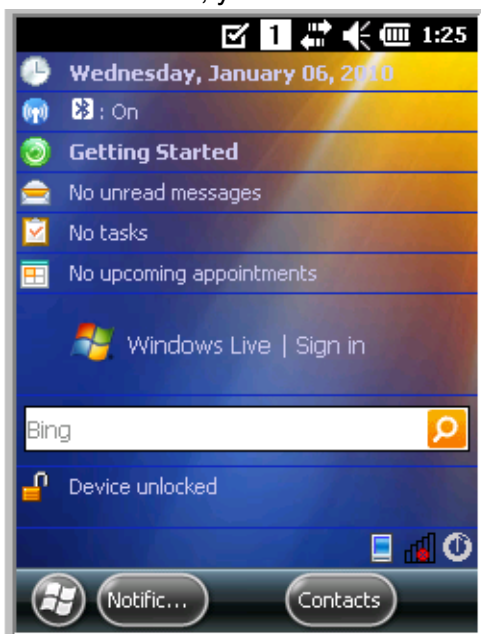 1 1:25
Wednesday, January 06, 2010
: On
Getting Started
No unread messages
No tasks
No upcoming appointments
Windows Live | Sign in
Bing
Device unlocked
Notific... Contacts